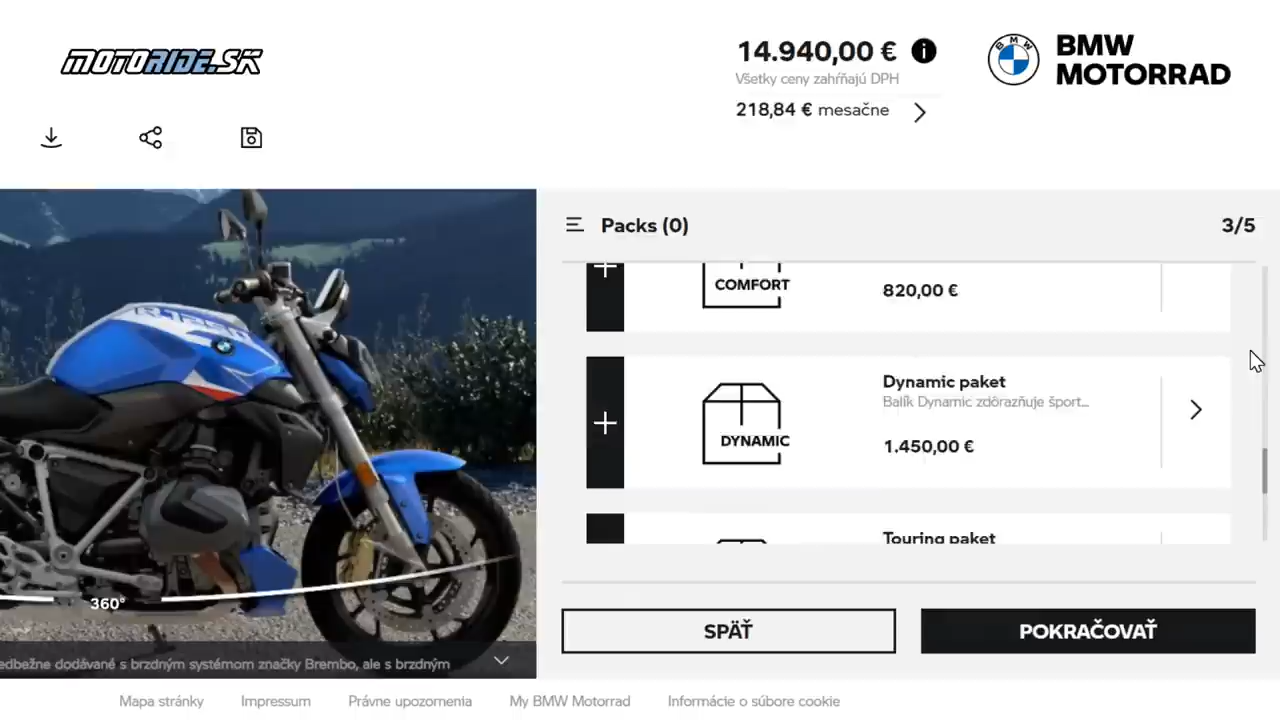 MOTORIDE.SK
14.940,00 € i
Všetky ceny zahŕňajú DPH
218,84 € mesačne
BMW
BMW
MOTORRAD
Packs (0)
3/5
COMFORT
820,00 €
Dynamic paket
Balík Dynamic zdôrazňuje šport...
DYNAMIC
1.450,00 €
Touring paket
360°
edbežne dodávané s brzdným systémom značky Brembo, ale s brzdným
SPÄŤ
POKRAČOVAŤ
Mapa stránky
Impressum
Právne upozornenia
My BMW Motorrad
Informácie o súbore cookie